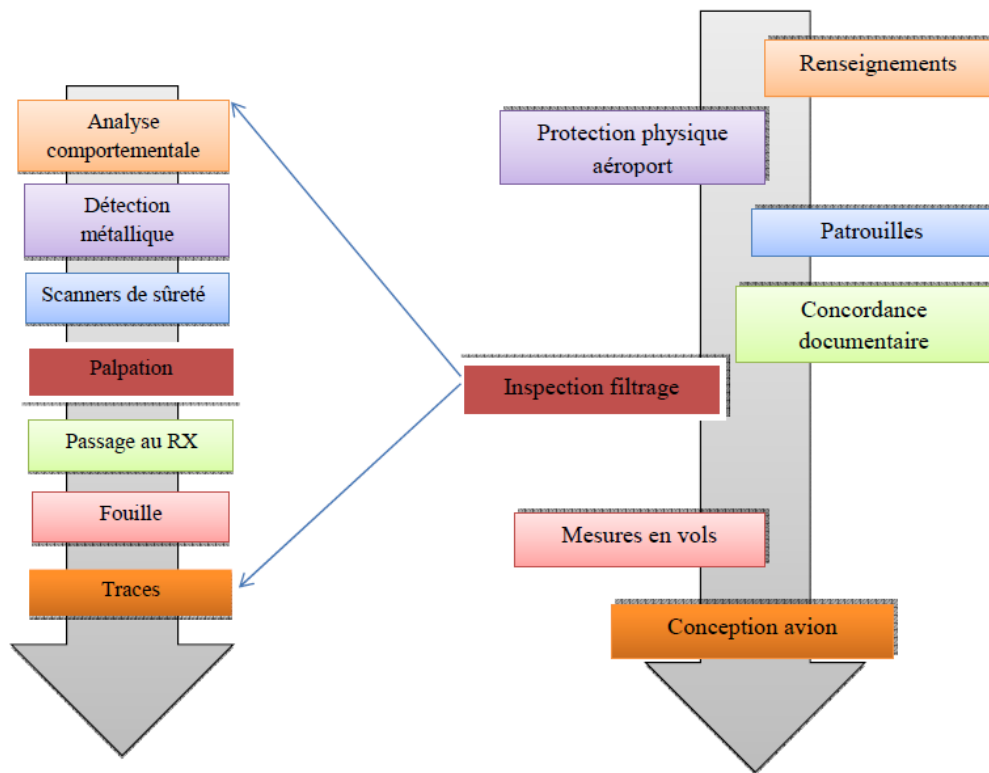 Analyse
comportementale
Détection
métallique
Scanners de sûreté
Palpation
Passage au RX
Fouille
Traces
Renseignements
Protection physique
aéroport
Patrouilles
Concordance
documentaire
Inspection filtrage
Mesures en vols
Conception avion